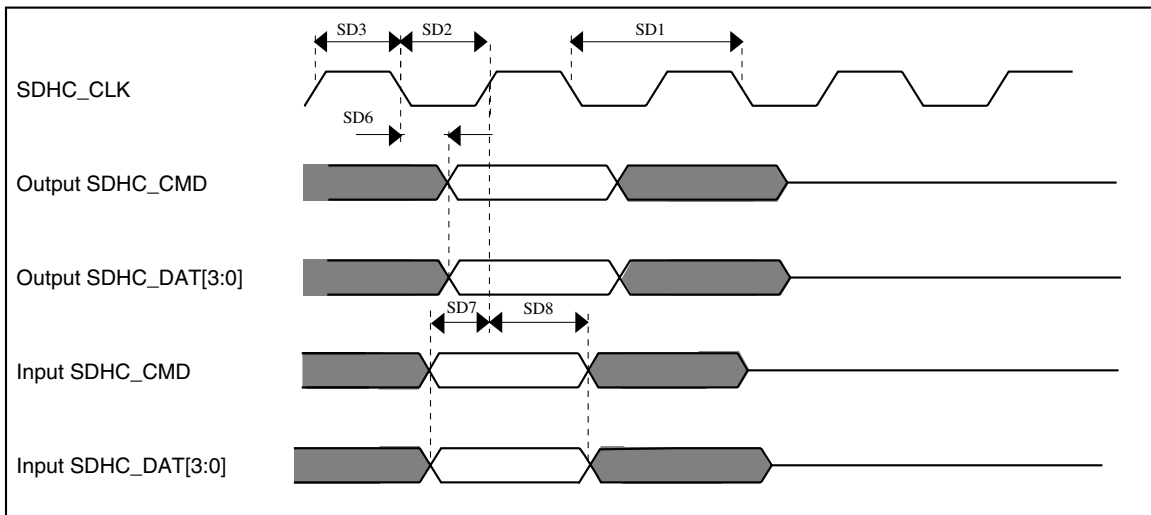 SD3 SD2 SD1
SDHC_CLK
SD6
Output SDHC_CMD
Output SDHC_DAT[3:0]
SD7 SD8
Input SDHC_CMD
Input SDHC_DAT[3:0]